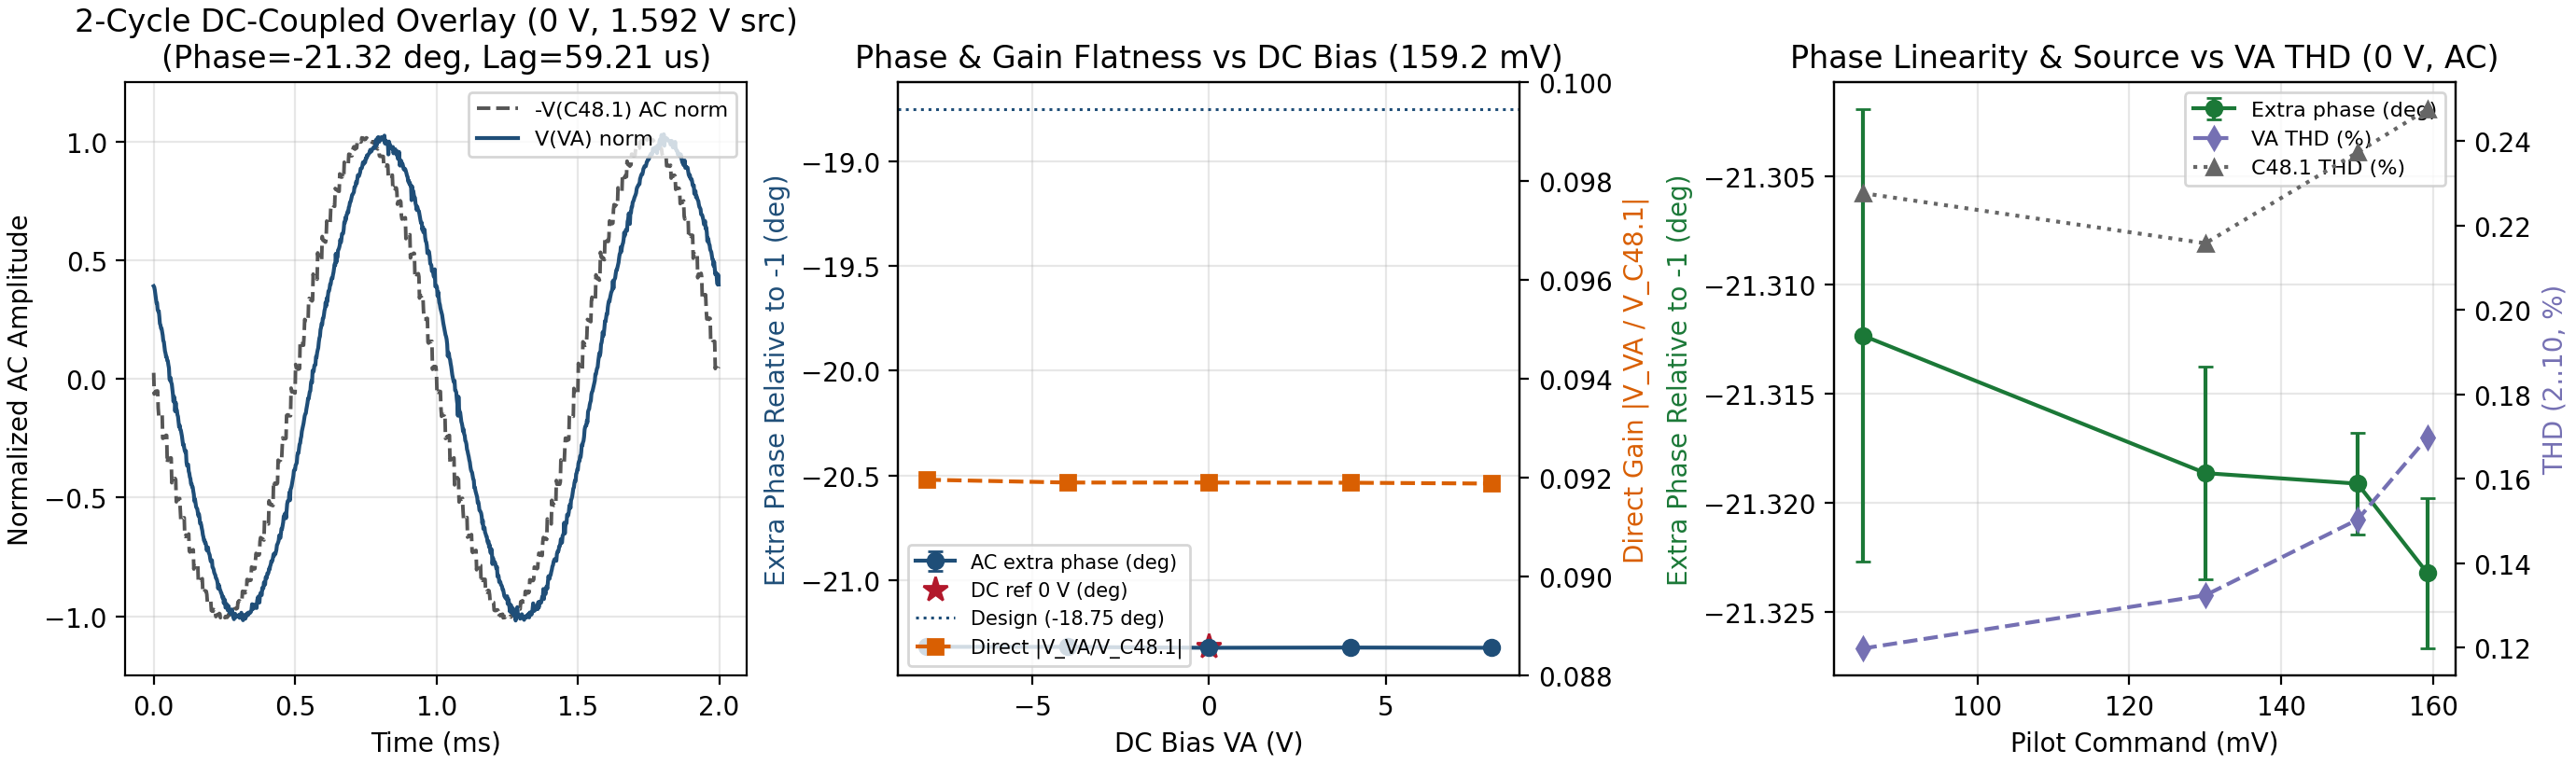 2-Cycle DC-Coupled Overlay (0 V, 1.592 V src)
(Phase=-21.32 deg, Lag=59.21 us)
Normalized AC Amplitude
1.0
0.5
0.0
−0.5
−1.0
-V(C48.1) AC norm
V(VA) norm
0.0
0.5
1.0
1.5
2.0
Time (ms)
Phase & Gain Flatness vs DC Bias (159.2 mV)
Extra Phase Relative to -1 (deg)
−19.0
−19.5
−20.0
−20.5
−21.0
AC extra phase (deg)
DC ref 0 V (deg)
Design (-18.75 deg)
Direct |V_VA/V_C48.1|
−5
0
5
DC Bias VA (V)
0.100
0.098
0.096
0.094
0.092
0.090
0.088
Direct Gain |V_VA / V_C48.1|
Phase Linearity & Source vs VA THD (0 V, AC)
Extra Phase Relative to -1 (deg)
−21.305
−21.310
−21.315
−21.320
−21.325
Extra phase (deg)
VA THD (%)
C48.1 THD (%)
100
120
140
160
Pilot Command (mV)
0.24
0.22
0.20
0.18
0.16
0.14
0.12
THD (2..10, %)